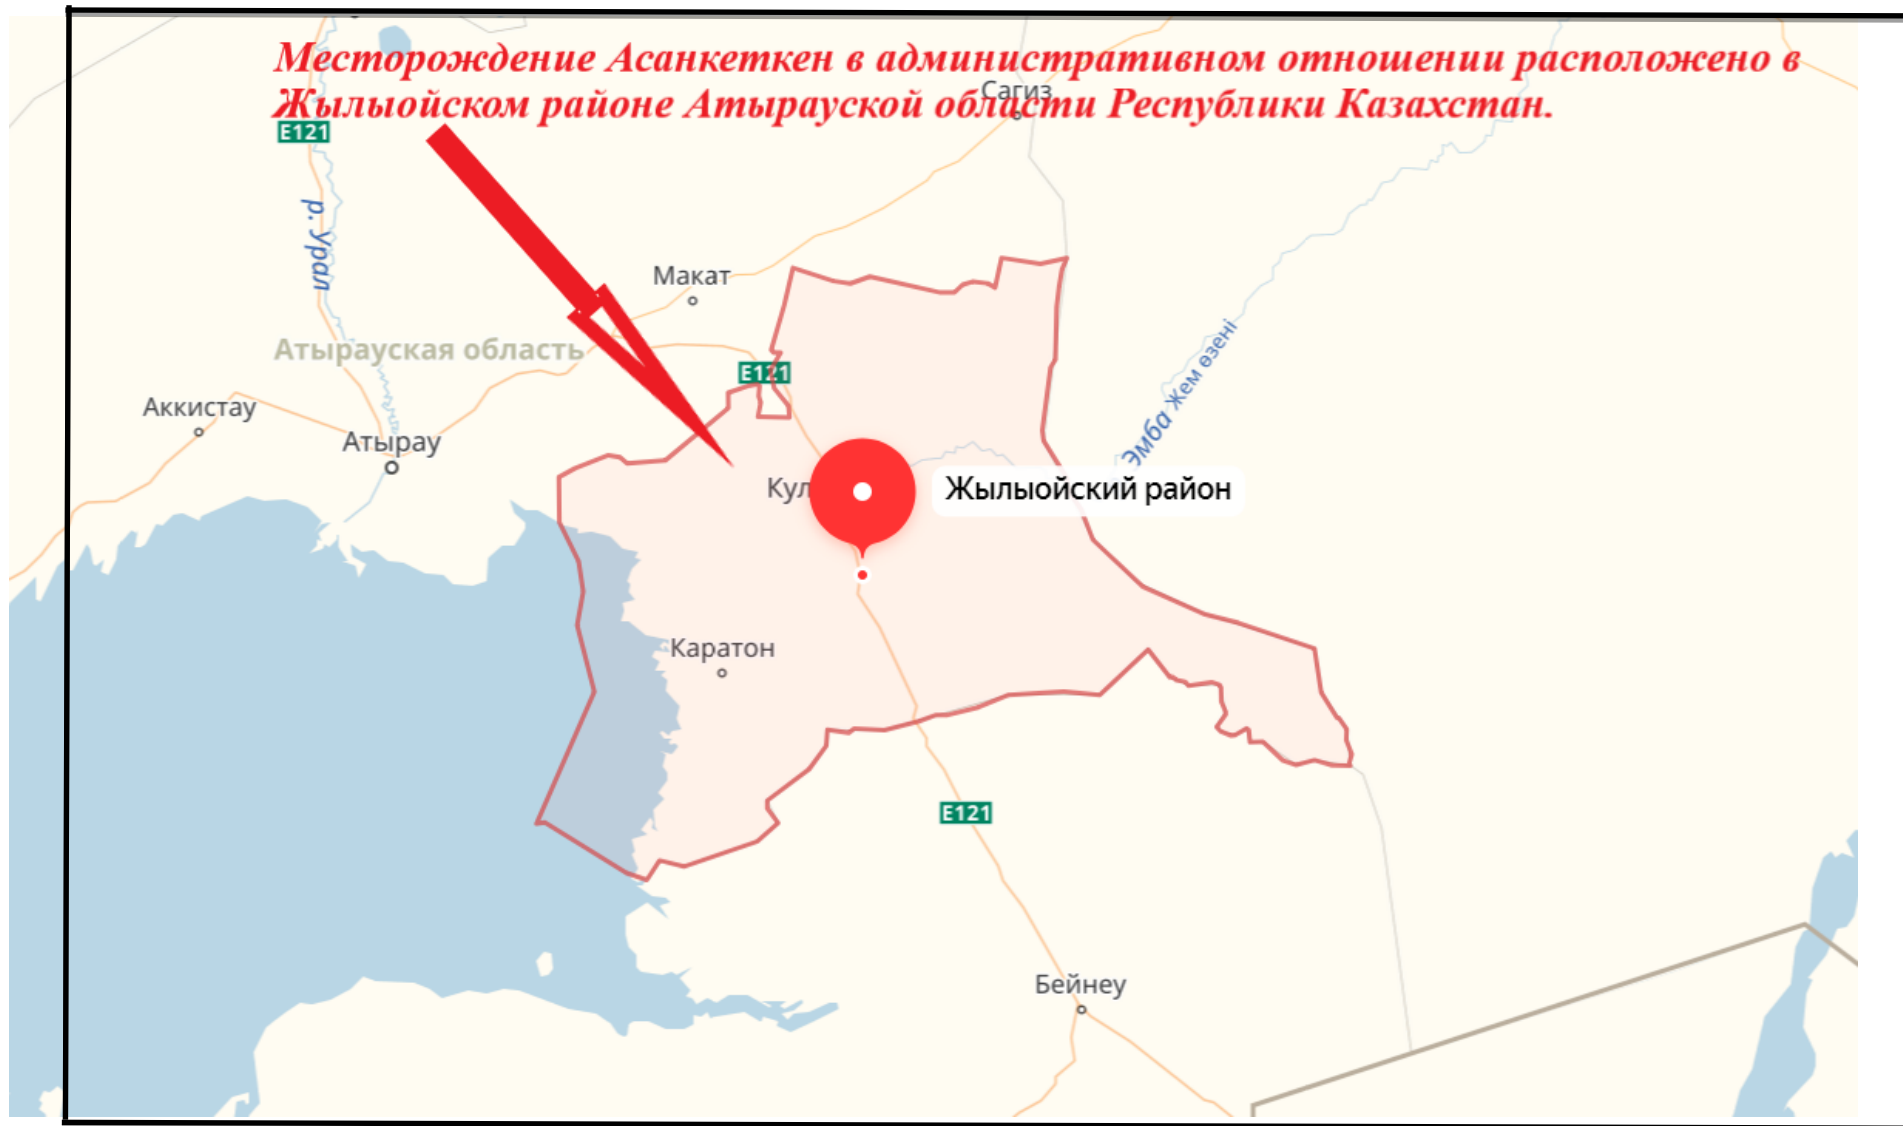 Месторождение Асанкеткен в административном отношении расположено в
Жылыойском районе Атырауской области Республики Казахстан.
Сагиз
E121
р. Урал
Макат
Атырауская область
E121
Эмба
Жем өзені
Аккистау
Атырау
Кул
Жылыойский район
Каратон
E121
Бейнеу